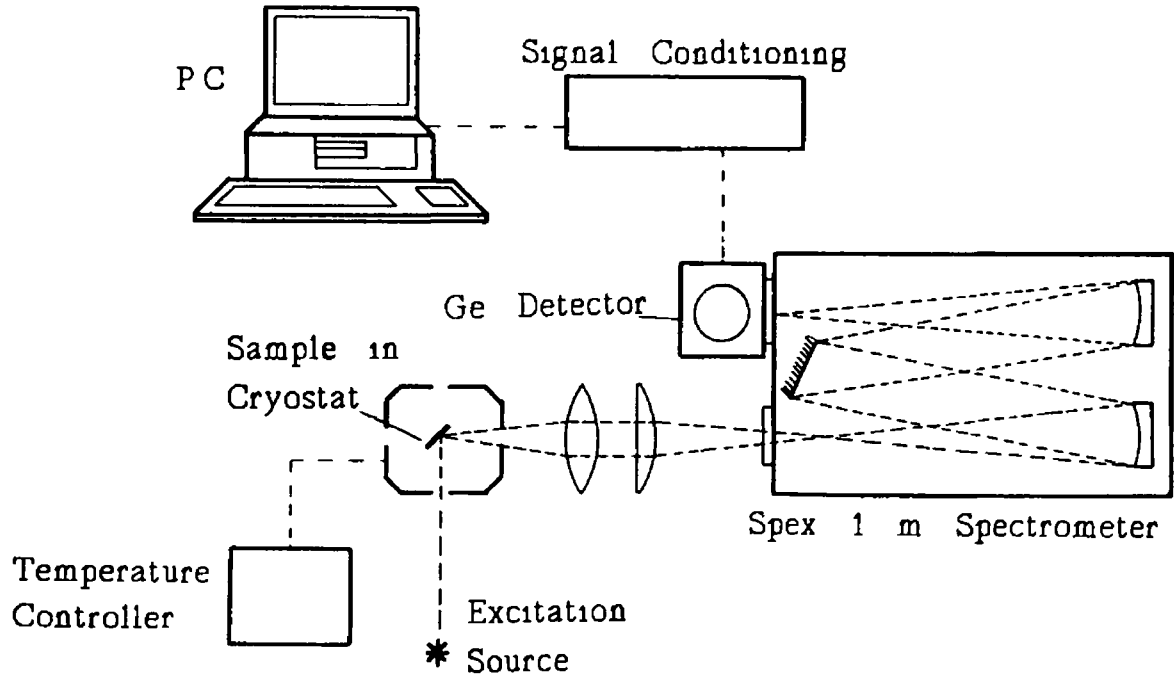 Signal Conditioning
PC
Ge Detector
Sample in
Cryostat
Spex 1 m Spectrometer
Temperature
Controller
Excitation
Source